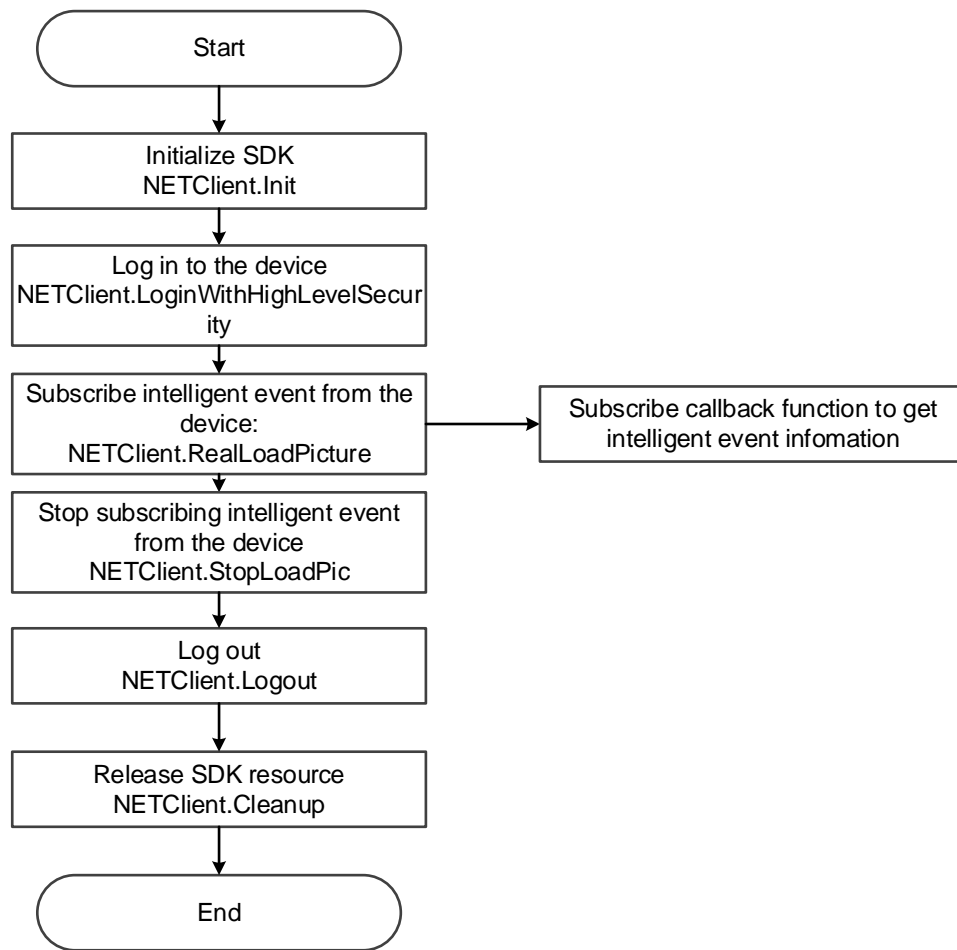 Start
Initialize SDK
NETClient.Init
Log in to the device
NETClient.LoginWithHighLevelSecur
ity
Subscribe intelligent event from the
device:
NETClient.RealLoadPicture
Subscribe callback function to get
intelligent event infomation
Stop subscribing intelligent event
from the device
NETClient.StopLoadPic
Log out
NETClient.Logout
Release SDK resource
NETClient.Cleanup
End